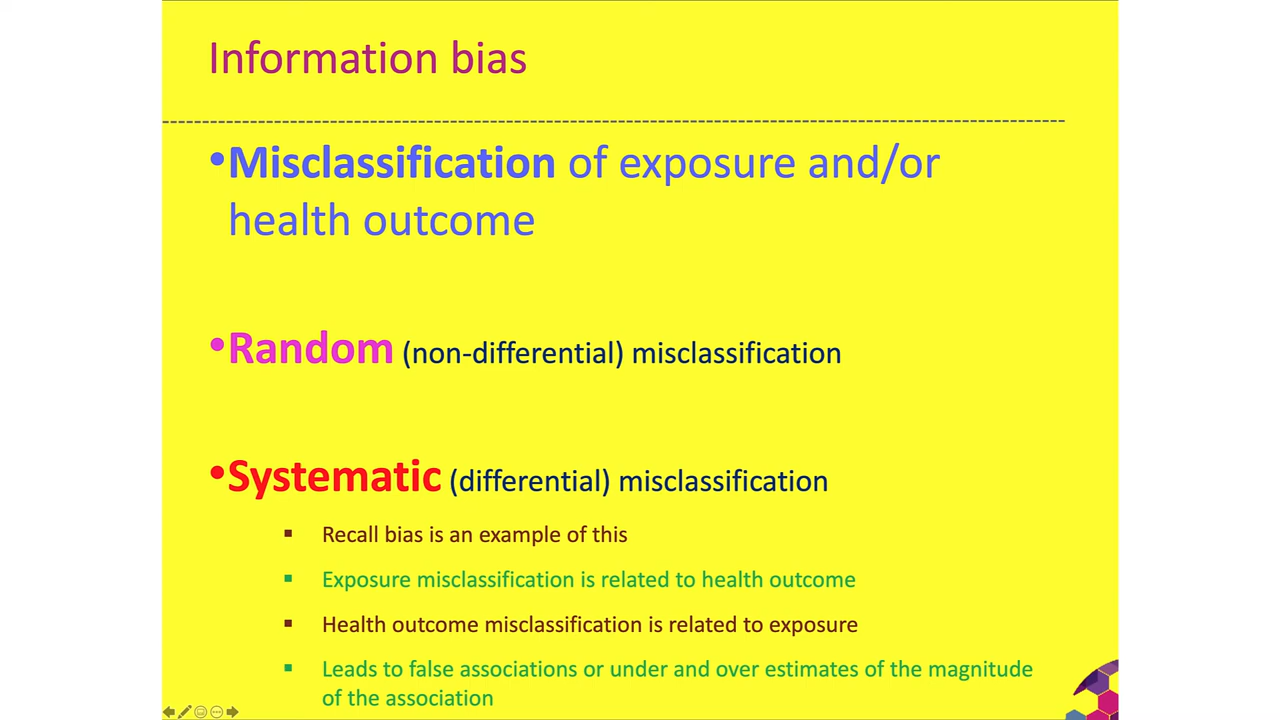 Information bias
•Misclassification of exposure and/or
health outcome
•Random (non-differential) misclassification
•Systematic (differential) misclassification
▪ Recall bias is an example of this
▪ Exposure misclassification is related to health outcome
▪ Health outcome misclassification is related to exposure
▪ Leads to false associations or under and over estimates of the magnitude
of the association